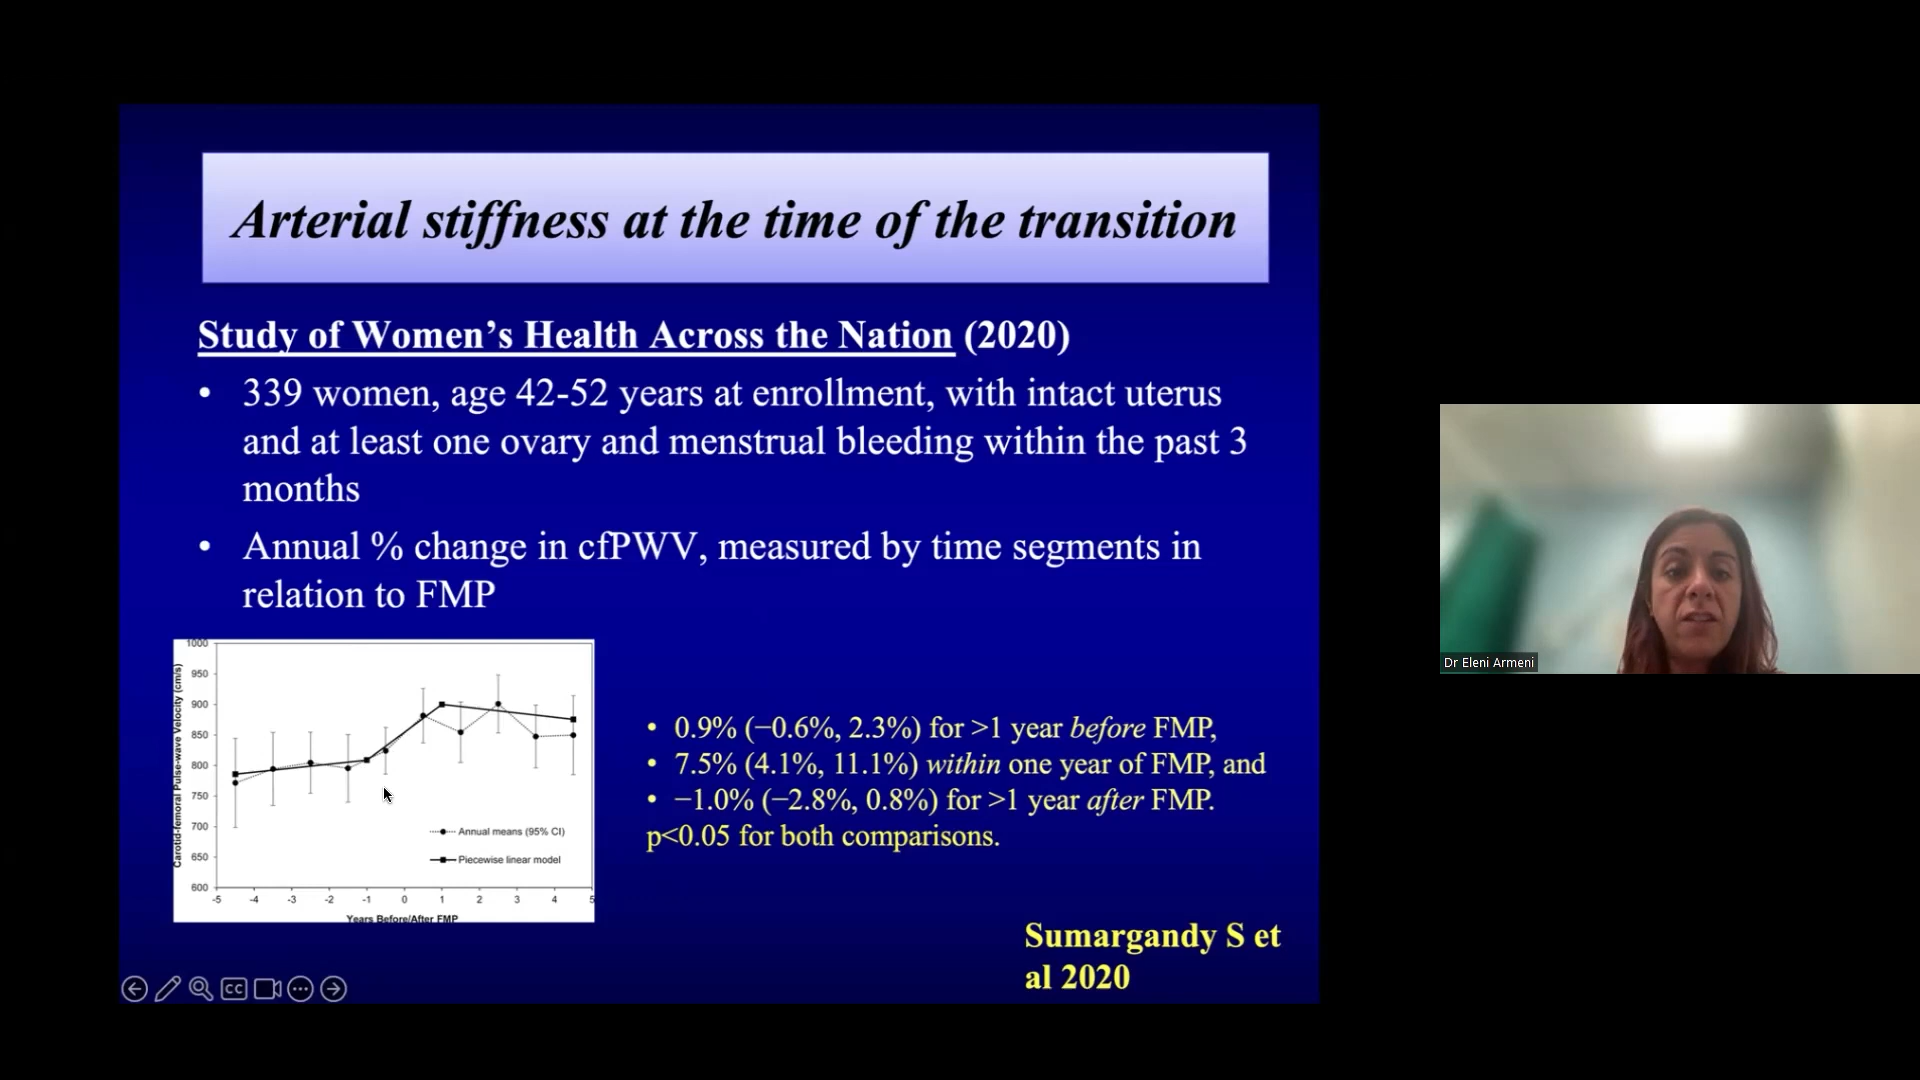 Arterial stiffness at the time of the transition
Study of Women's Health Across the Nation (2020)
• 339 women, age 42-52 years at enrollment, with intact uterus
and at least one ovary and menstrual bleeding within the past 3
months
• Annual % change in cfPWV, measured by time segments in
relation to FMP
1000
950
900
850
800
750
700
650
600
Carotid-femoral Pulse-wave Velocity (cm/s)
Annual means (95% CI)
Piecewise linear model
-5 -4 -3 -2 -1 0 1 2 3 4 5
Years Before/After FMP
• 0.9% (−0.6%, 2.3%) for >1 year before FMP,
• 7.5% (4.1%, 11.1%) within one year of FMP, and
• −1.0% (−2.8%, 0.8%) for >1 year after FMP.
p<0.05 for both comparisons.
Sumargandy S et
al 2020
CC
Dr Eleni Armeni